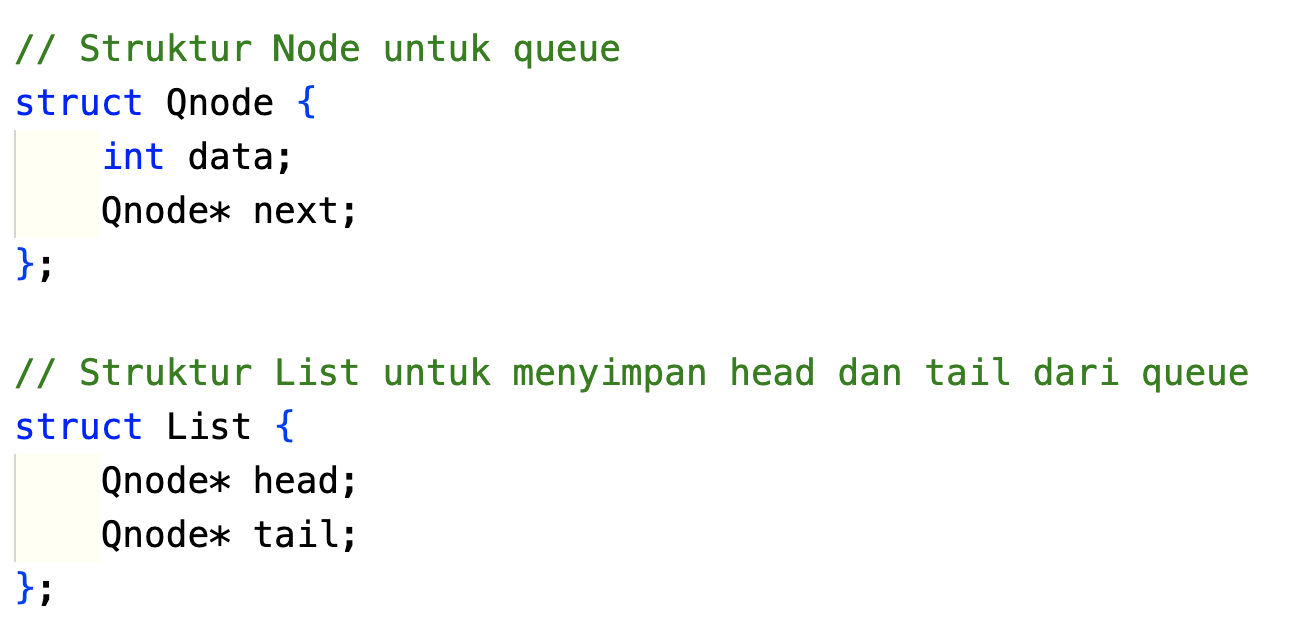 // Struktur Node untuk queue
struct Qnode {
    int data;
    Qnode* next;
};

// Struktur List untuk menyimpan head dan tail dari queue
struct List {
    Qnode* head;
    Qnode* tail;
};